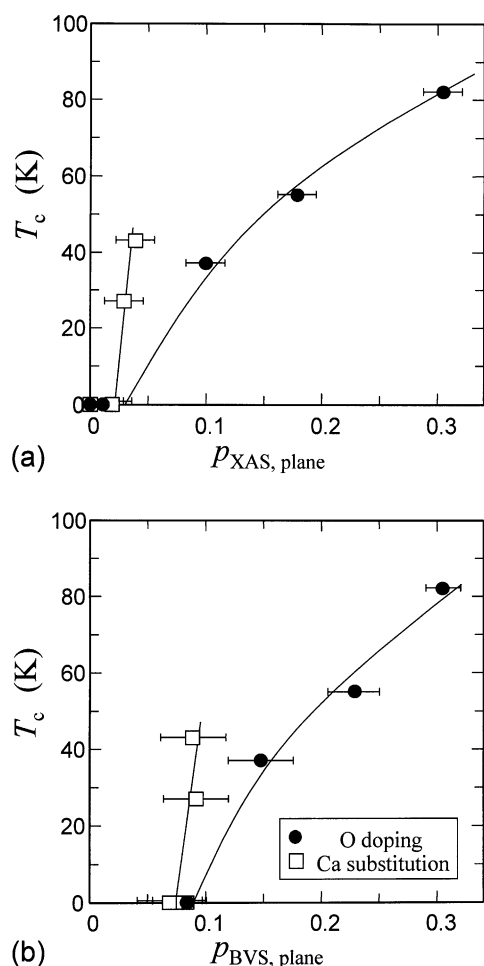 100
80
60
40
20
0
T_c (K)
0 0.1 0.2 0.3
(a)
p_XAS, plane
100
80
60
40
20
0
T_c (K)
O doping
Ca substitution
0 0.1 0.2 0.3
(b)
p_BVS, plane